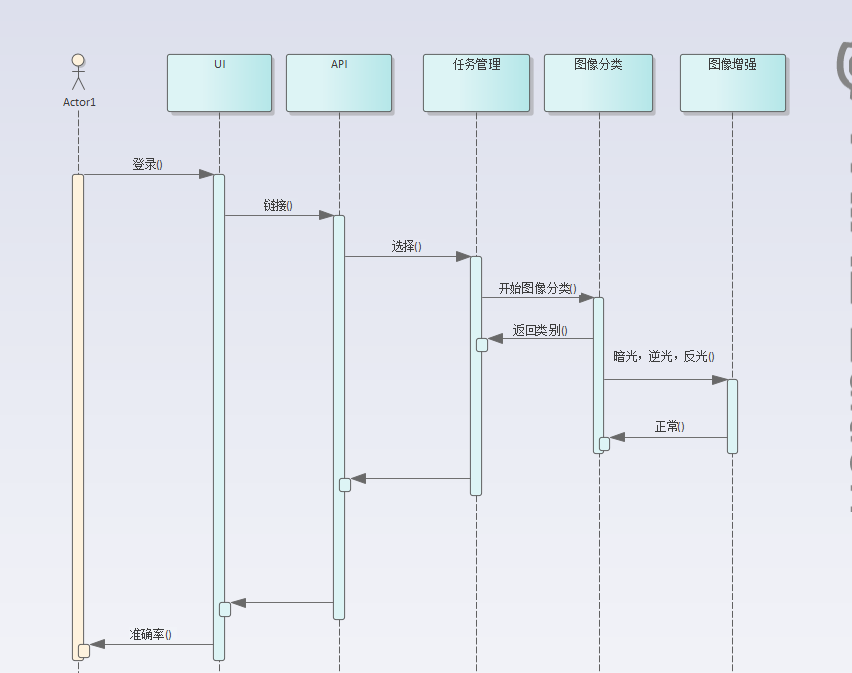 UI
API
任务管理
图像分类
图像增强
Actor1
登录()
链接()
选择()
开始图像分类()
返回类别()
暗光，逆光，反光()
正常()
准确率()